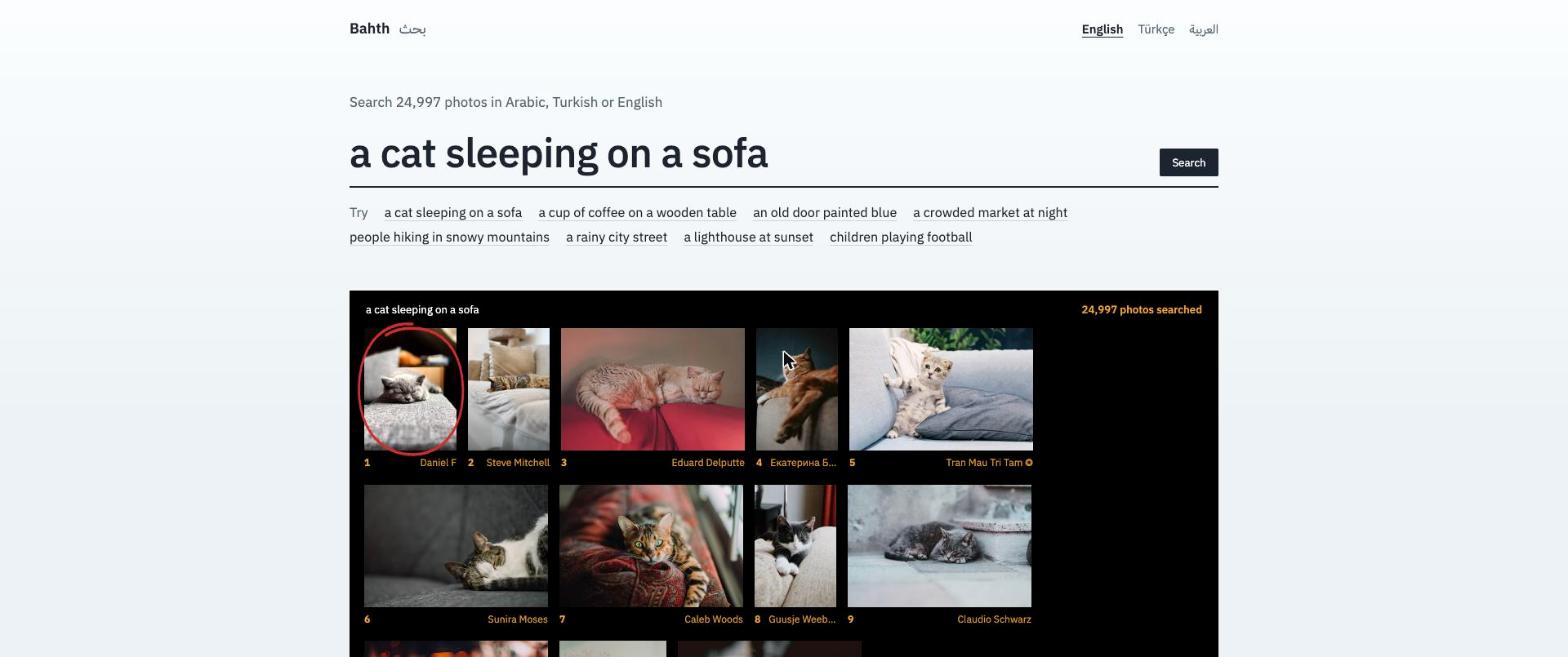 Bahth بحث
English Türkçe العربية
Search 24,997 photos in Arabic, Turkish or English
a cat sleeping on a sofa
Search
Try a cat sleeping on a sofa a cup of coffee on a wooden table an old door painted blue a crowded market at night
people hiking in snowy mountains a rainy city street a lighthouse at sunset children playing football
a cat sleeping on a sofa 24,997 photos searched
1 Daniel F 2 Steve Mitchell 3 Eduard Delputte 4 Екатерина Б... 5 Tran Mau Tri Tam ✪
6 Sunira Moses 7 Caleb Woods 8 Guusje Weeb... 9 Claudio Schwarz